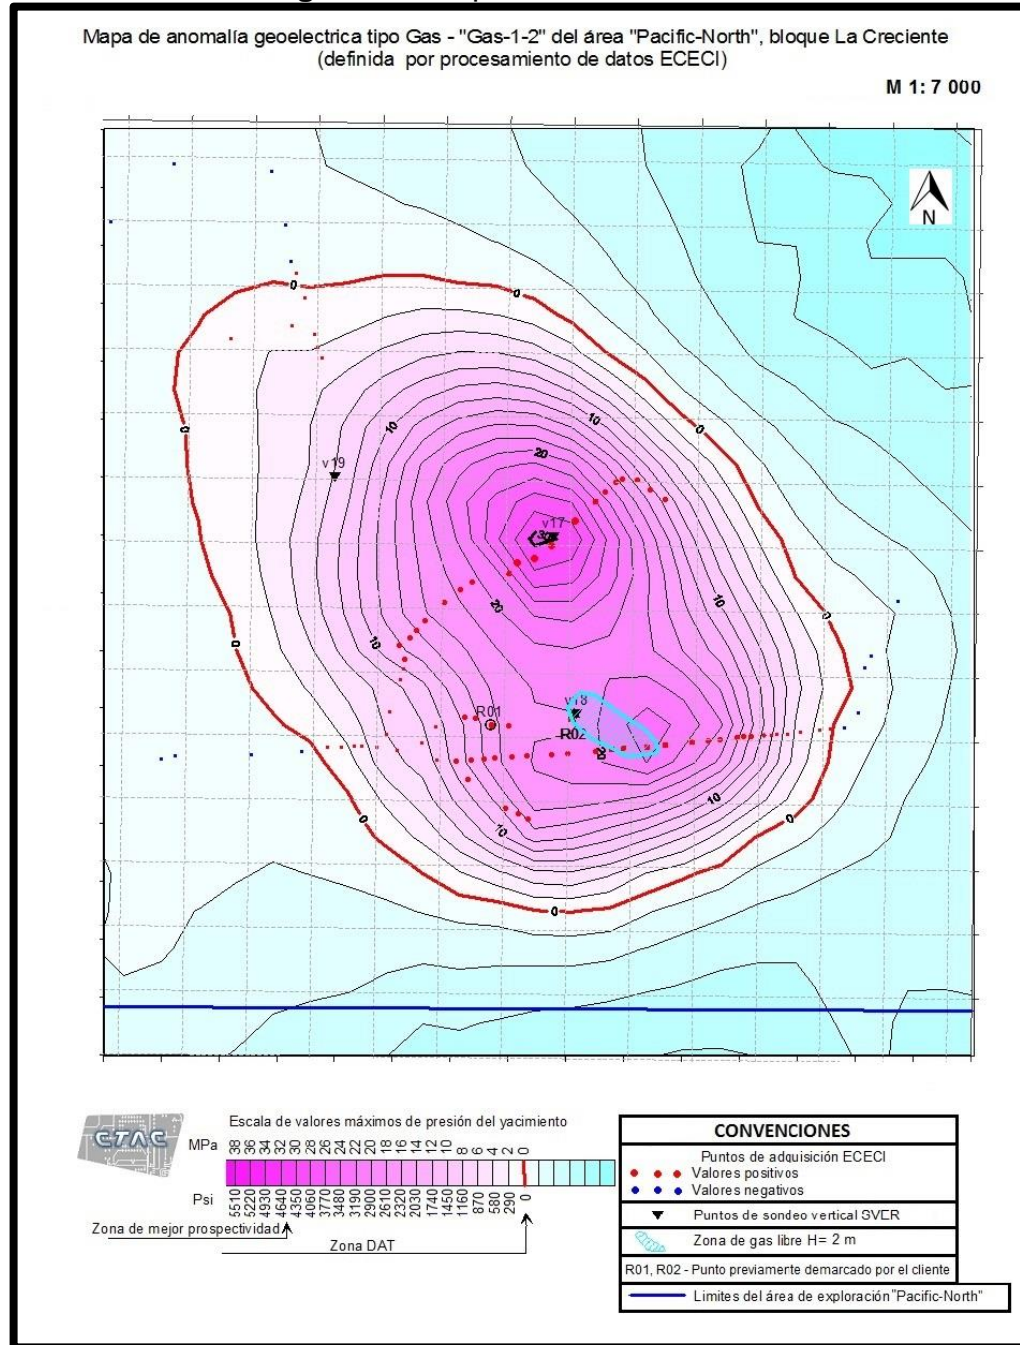 Mapa de anomalía geoelectrica tipo Gas - "Gas-1-2" del área "Pacific-North", bloque La Creciente
(definida por procesamiento de datos ECECI)
M 1: 7 000
N
0
0
10
10
0
0
20
v19
v17
30
20
10
10
0
0
R01
v18
R02
20
10
10
0
0
0
CTAC
Escala de valores máximos de presión del yacimiento
MPa 38 36 34 32 30 28 26 24 22 20 18 16 14 12 10 8 6 4 2 0
Psi 5510 5220 4930 4640 4350 4060 3770 3480 3190 2900 2610 2320 2030 1740 1450 1160 870 580 290 0
Zona de mejor prospectividad
Zona DAT
CONVENCIONES
Puntos de adquisición ECECI
Valores positivos
Valores negativos
Puntos de sondeo vertical SVER
Zona de gas libre H= 2 m
R01, R02 - Punto previamente demarcado por el cliente
Limites del área de exploración"Pacific-North"